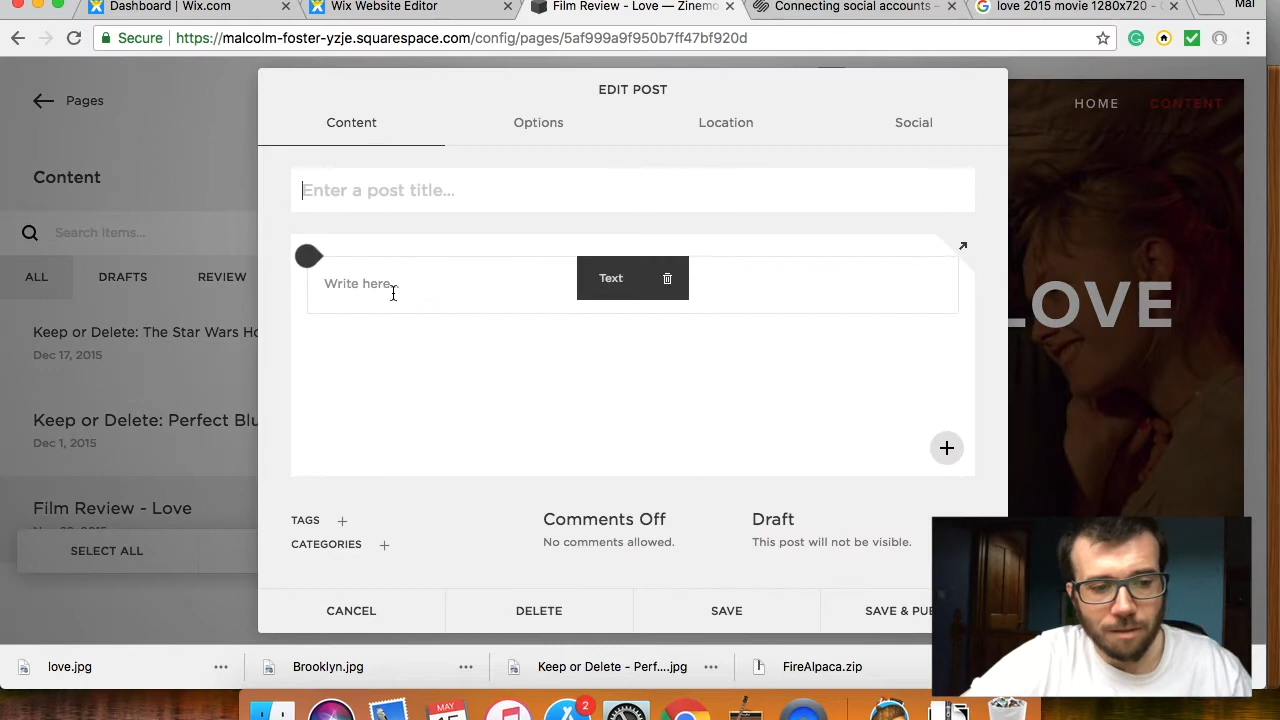 Dashboard | Wix.com
Wix Website Editor
Film Review - Love — Zinemo
Connecting social accounts –
love 2015 movie 1280x720 -
Mal
Secure
https://malcolm-foster-yzje.squarespace.com/config/pages/5af999a9f950b7ff47bf920d
Pages
EDIT POST
HOME
CONTENT
Content
Options
Location
Social
Content
Enter a post title...
Search items...
ALL
DRAFTS
REVIEW
Write here...
Text
Keep or Delete: The Star Wars Ho
Dec 17, 2015
LOVE
Keep or Delete: Perfect Blu
Dec 1, 2015
Film Review - Love
SELECT ALL
TAGS +
CATEGORIES +
Comments Off
No comments allowed.
Draft
This post will not be visible.
CANCEL
DELETE
SAVE
SAVE & PUB
love.jpg
Brooklyn.jpg
Keep or Delete - Perf....jpg
FireAlpaca.zip
MAY
2